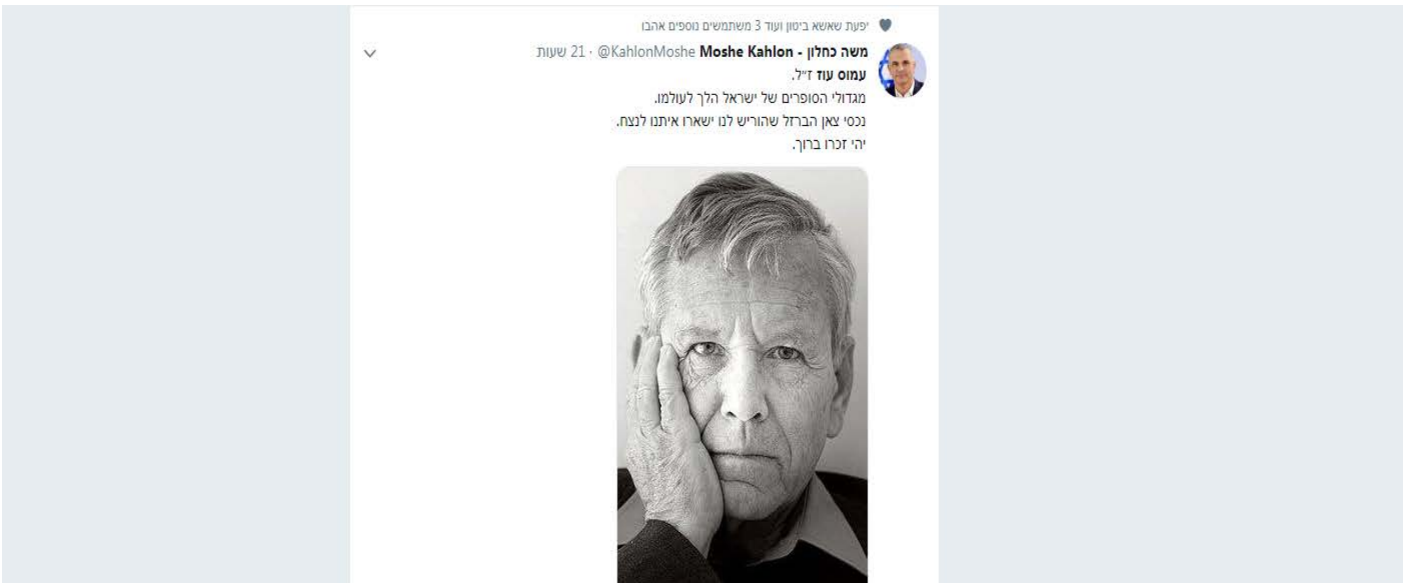 יפעת שאשא ביטון ועוד 3 משתמשים נוספים אהבו
משה כחלון - Moshe Kahlon @KahlonMoshe · 21 שעות
עמוס עוז ז״ל.
מגדולי הסופרים של ישראל הלך לעולמו.
נכסי צאן הברזל שהוריש לנו ישארו איתנו לנצח.
יהי זכרו ברוך.